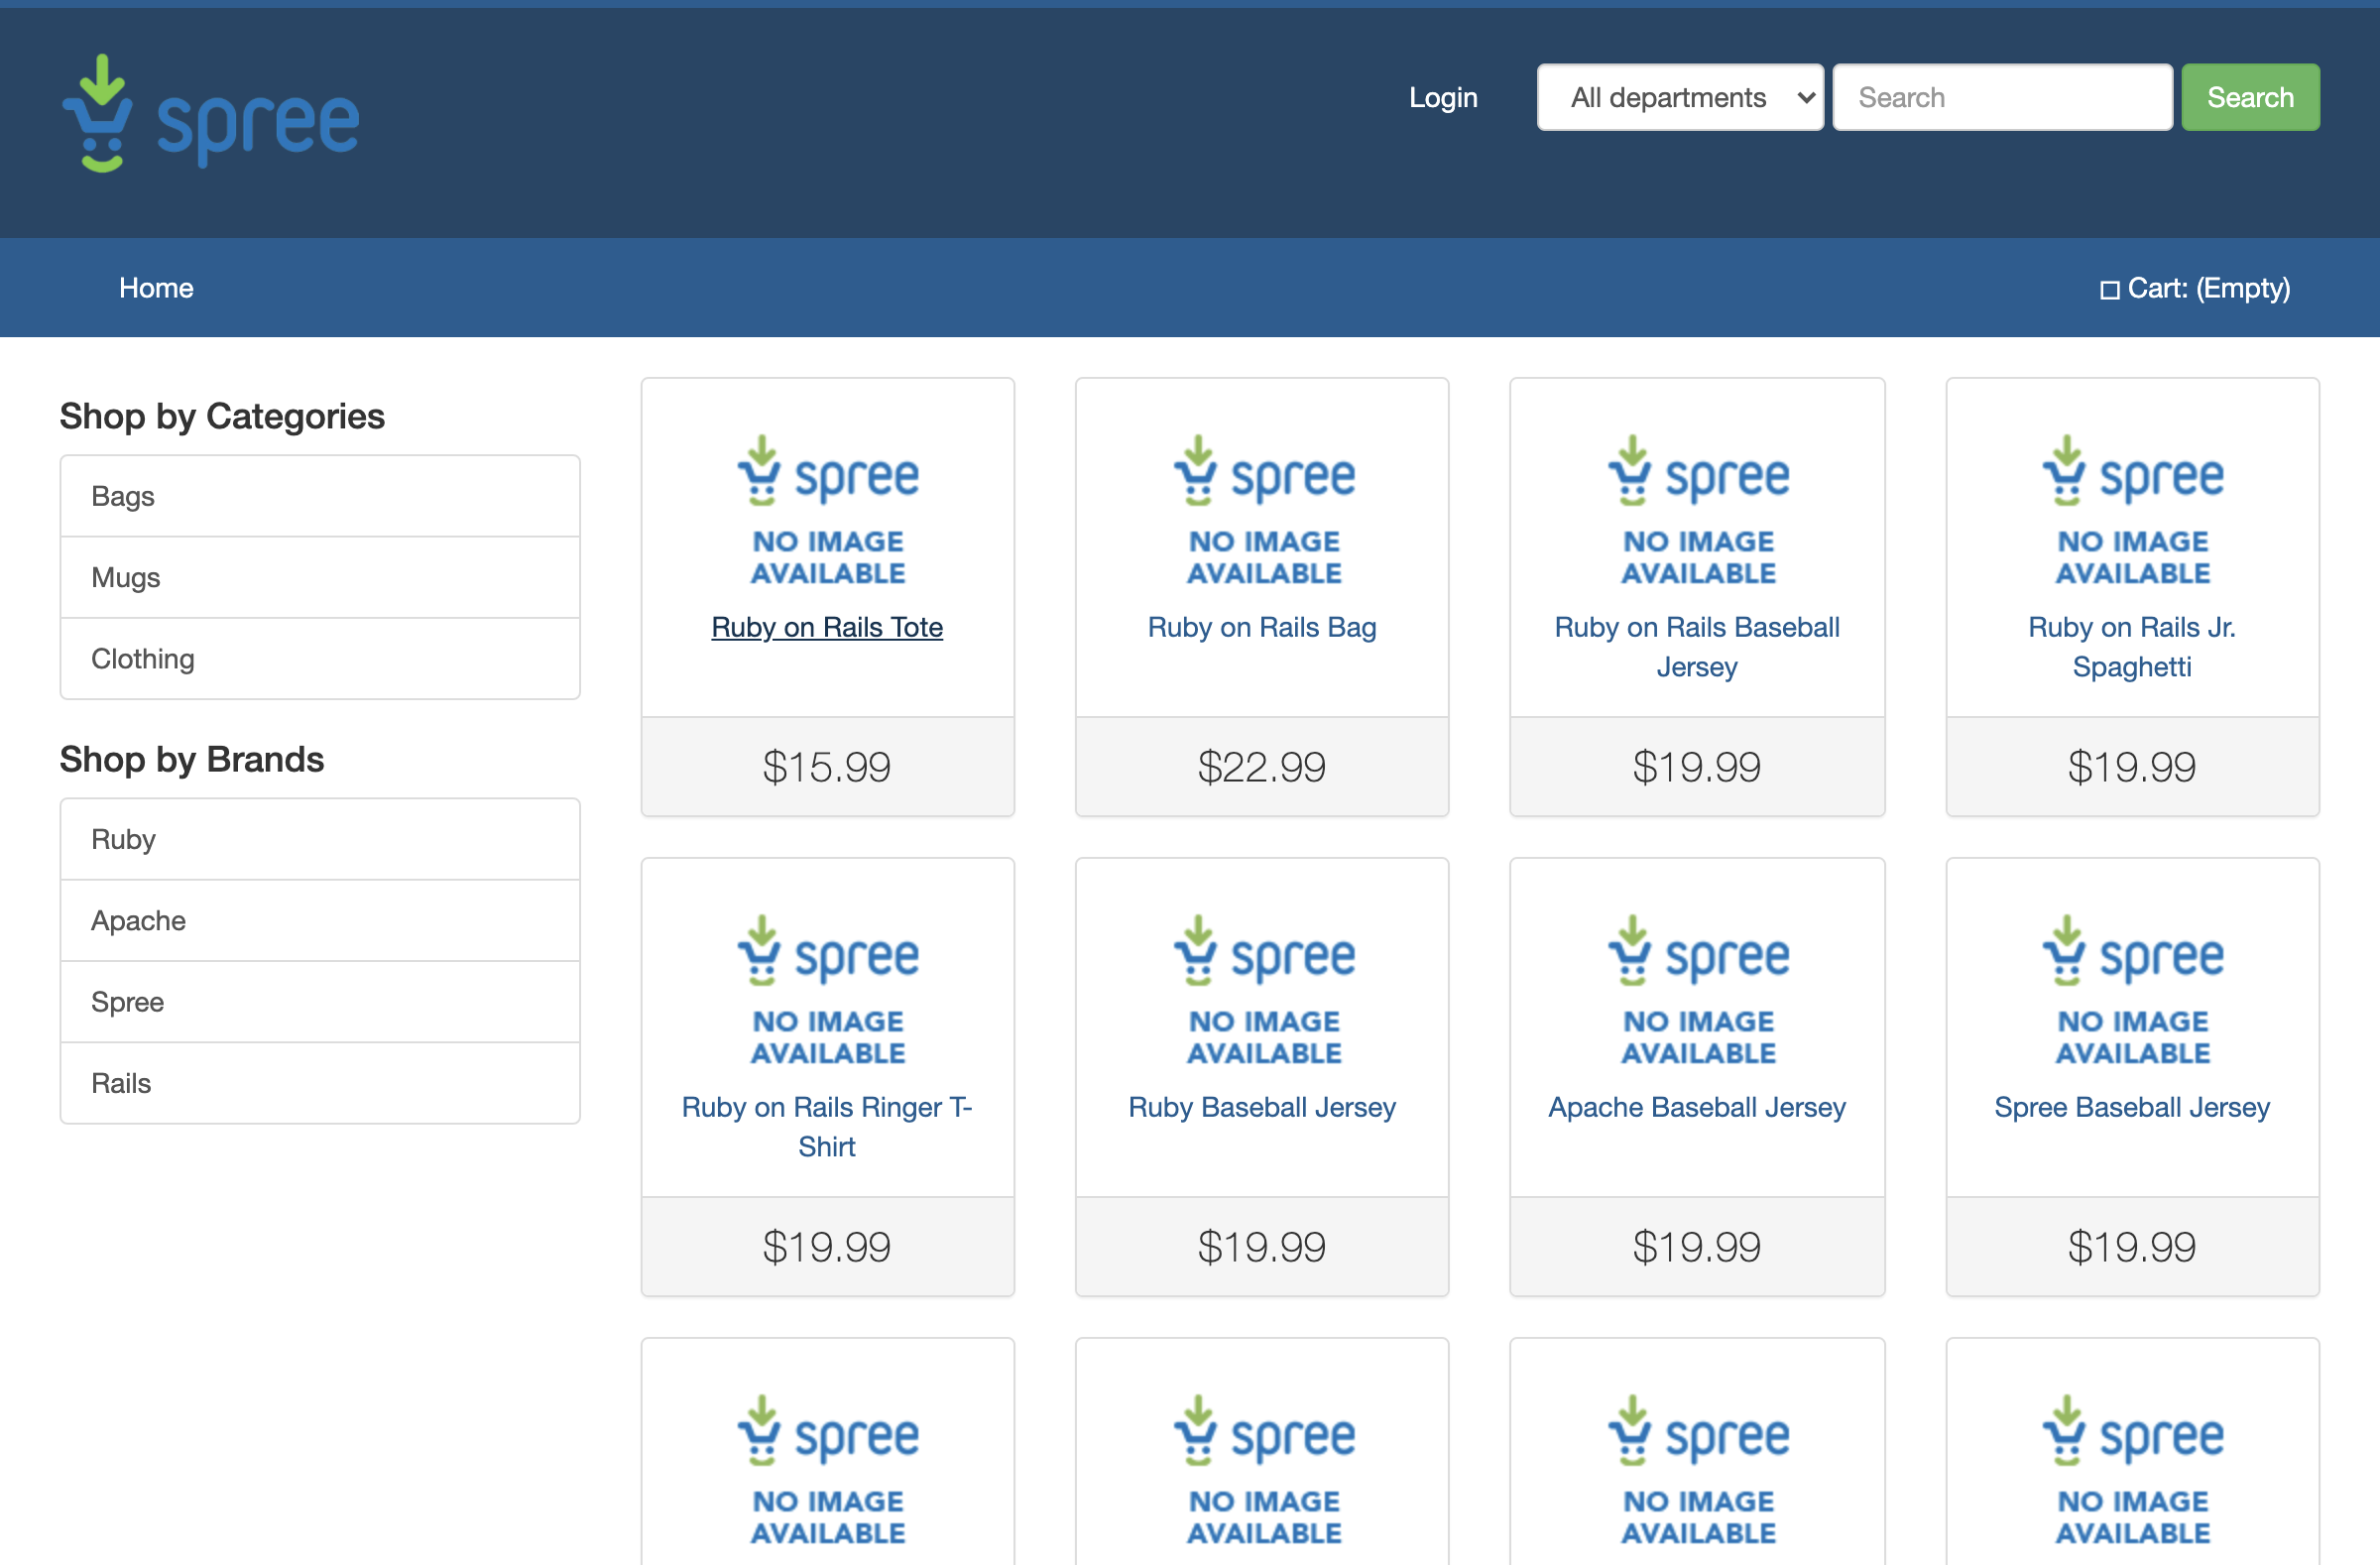 spree
Login
All departments
Search
Search
Home
Cart: (Empty)
Shop by Categories
Bags
Mugs
Clothing
Shop by Brands
Ruby
Apache
Spree
Rails
spree
NO IMAGE
AVAILABLE
Ruby on Rails Tote
$15.99
spree
NO IMAGE
AVAILABLE
Ruby on Rails Bag
$22.99
spree
NO IMAGE
AVAILABLE
Ruby on Rails Baseball
Jersey
$19.99
spree
NO IMAGE
AVAILABLE
Ruby on Rails Jr.
Spaghetti
$19.99
spree
NO IMAGE
AVAILABLE
Ruby on Rails Ringer T-
Shirt
$19.99
spree
NO IMAGE
AVAILABLE
Ruby Baseball Jersey
$19.99
spree
NO IMAGE
AVAILABLE
Apache Baseball Jersey
$19.99
spree
NO IMAGE
AVAILABLE
Spree Baseball Jersey
$19.99
spree
NO IMAGE
AVAILABLE
spree
NO IMAGE
AVAILABLE
spree
NO IMAGE
AVAILABLE
spree
NO IMAGE
AVAILABLE